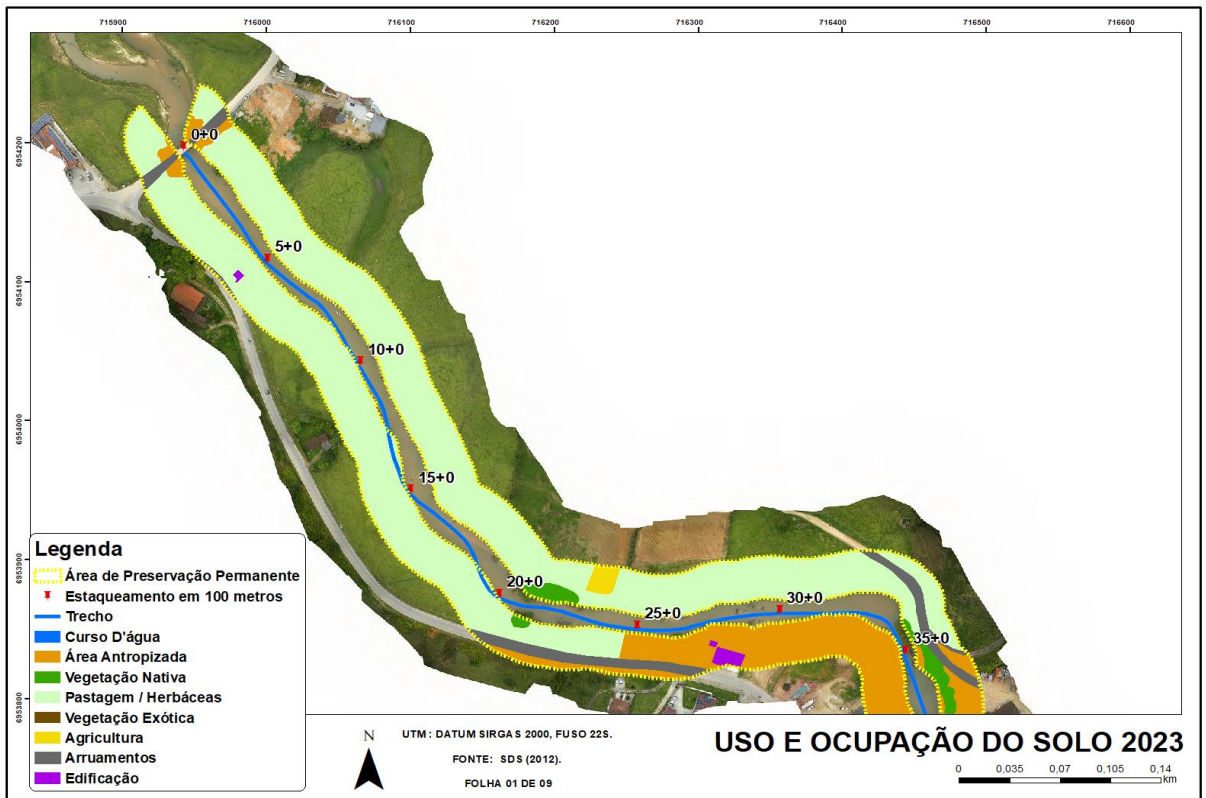 715900 716000 716100 716200 716300 716400 716500 716600
6954200
6954100
6954000
6953900
6953800
0+0
5+0
10+0
15+0
20+0
25+0
30+0
35+0
Legenda
Área de Preservação Permanente
Estaqueamento em 100 metros
Trecho
Curso D'água
Área Antropizada
Vegetação Nativa
Pastagem / Herbáceas
Vegetação Exótica
Agricultura
Arruamentos
Edificação
N
UTM: DATUM SIRGAS 2000, FUSO 22S.
FONTE: SDS (2012).
FOLHA 01 DE 09
USO E OCUPAÇÃO DO SOLO 2023
0 0,035 0,07 0,105 0,14
km